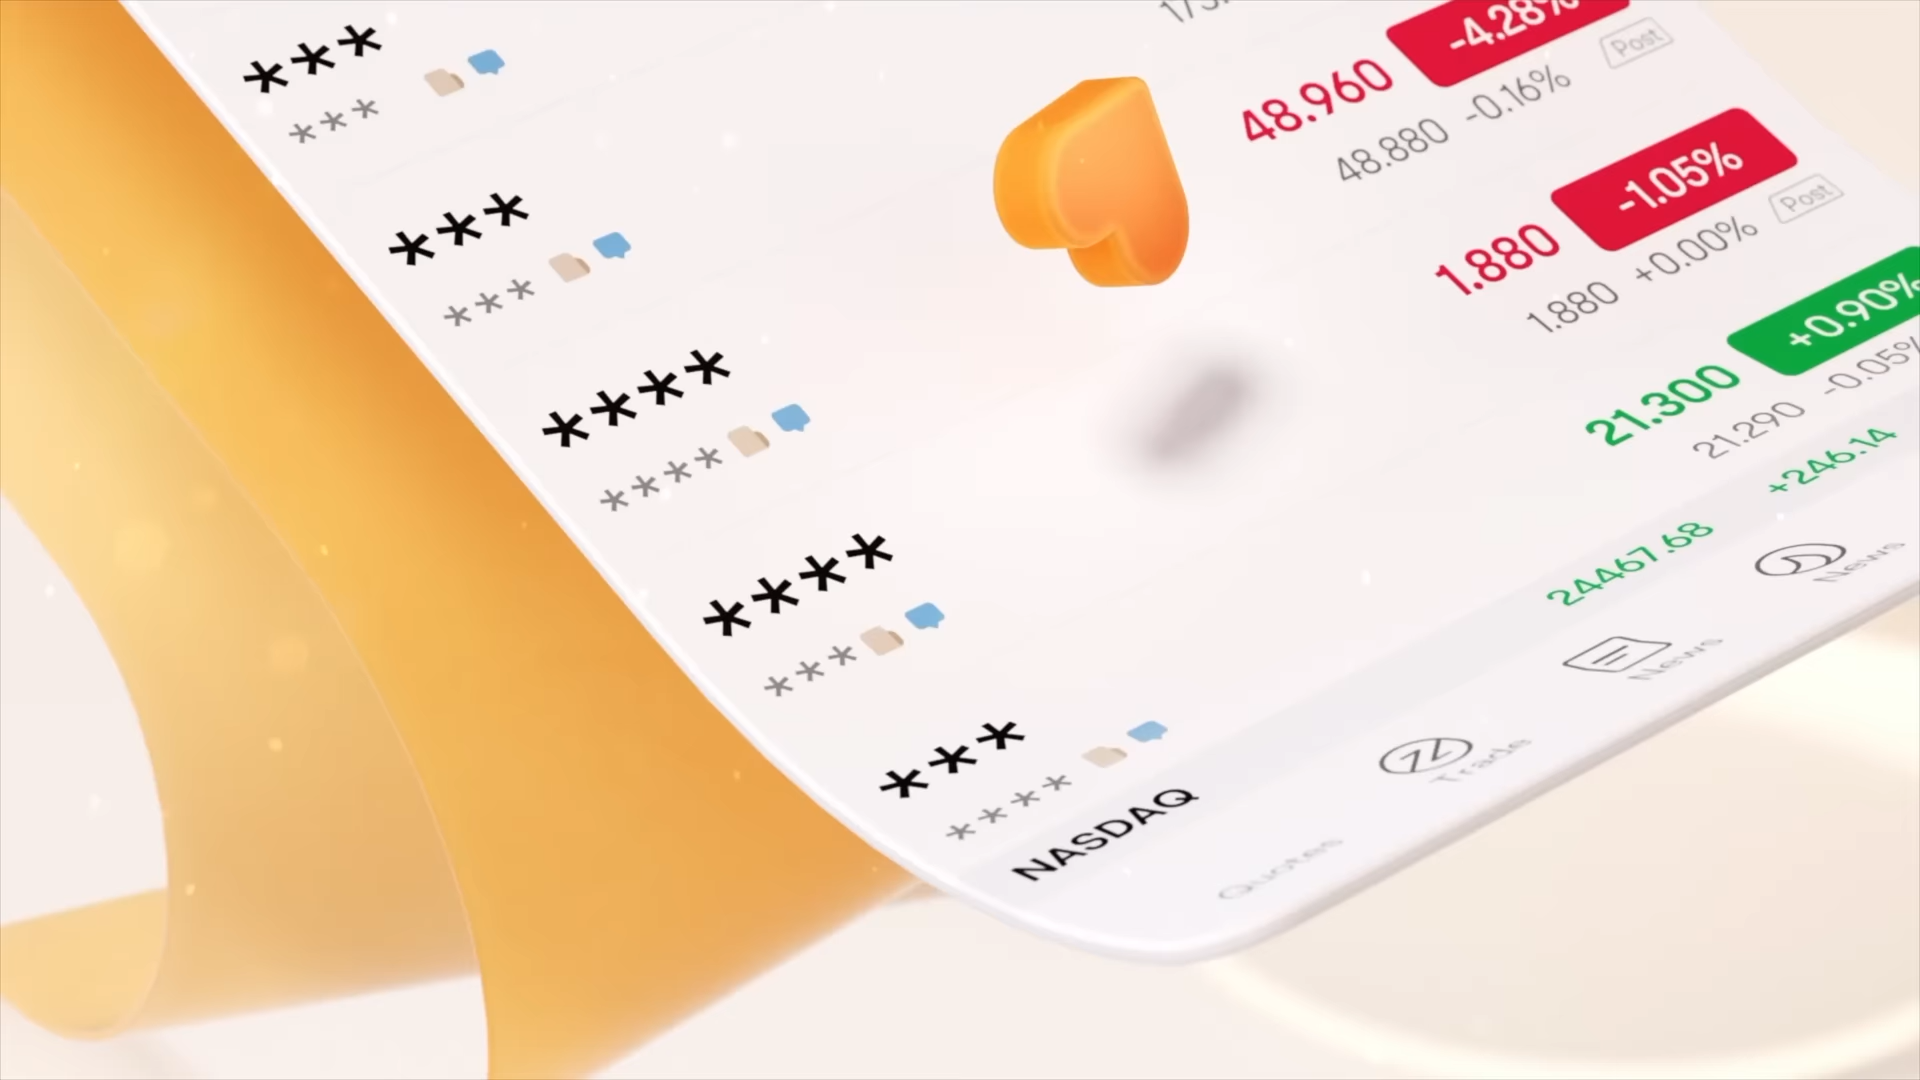 ***
***
48.960 -4.28%
48.880 -0.16% Post
***
***
1.880 -1.05%
1.880 +0.00% Post
****
****
21.300 +0.90%
21.290 -0.05%
****
***
***
****
NASDAQ 24467.68 +246.14
Quotes
Trade
News
News